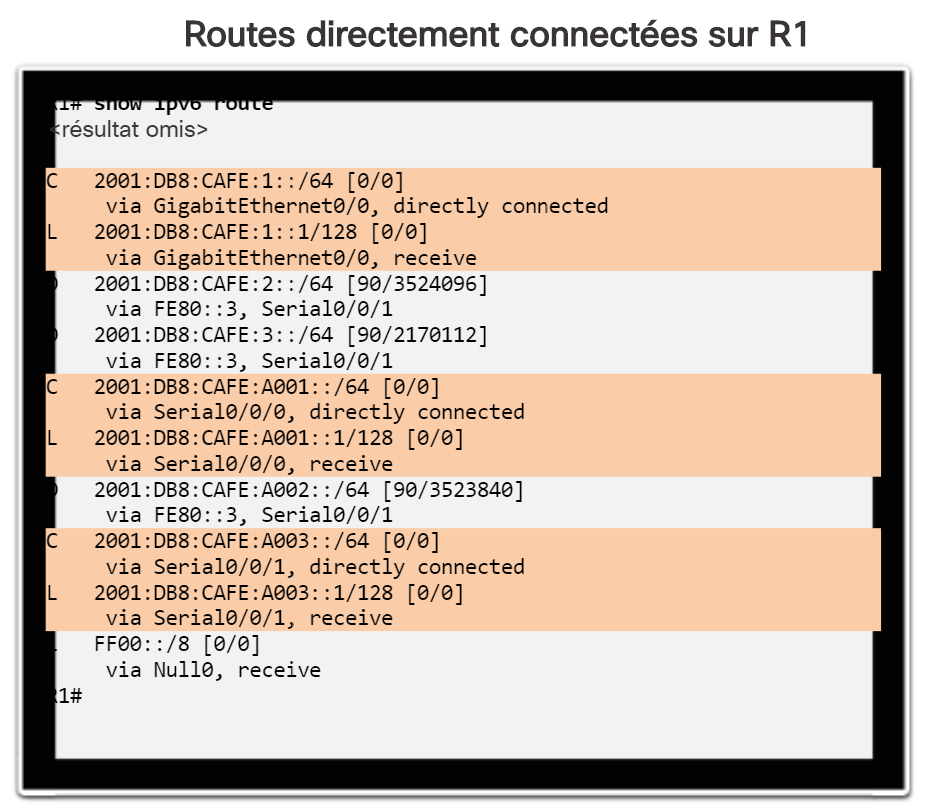 Routes directement connectées sur R1
R1# show ipv6 route
<résultat omis>
C 2001:DB8:CAFE:1::/64 [0/0]
via GigabitEthernet0/0, directly connected
L 2001:DB8:CAFE:1::1/128 [0/0]
via GigabitEthernet0/0, receive
D 2001:DB8:CAFE:2::/64 [90/3524096]
via FE80::3, Serial0/0/1
D 2001:DB8:CAFE:3::/64 [90/2170112]
via FE80::3, Serial0/0/1
C 2001:DB8:CAFE:A001::/64 [0/0]
via Serial0/0/0, directly connected
L 2001:DB8:CAFE:A001::1/128 [0/0]
via Serial0/0/0, receive
D 2001:DB8:CAFE:A002::/64 [90/3523840]
via FE80::3, Serial0/0/1
C 2001:DB8:CAFE:A003::/64 [0/0]
via Serial0/0/1, directly connected
L 2001:DB8:CAFE:A003::1/128 [0/0]
via Serial0/0/1, receive
L FF00::/8 [0/0]
via Null0, receive
R1#